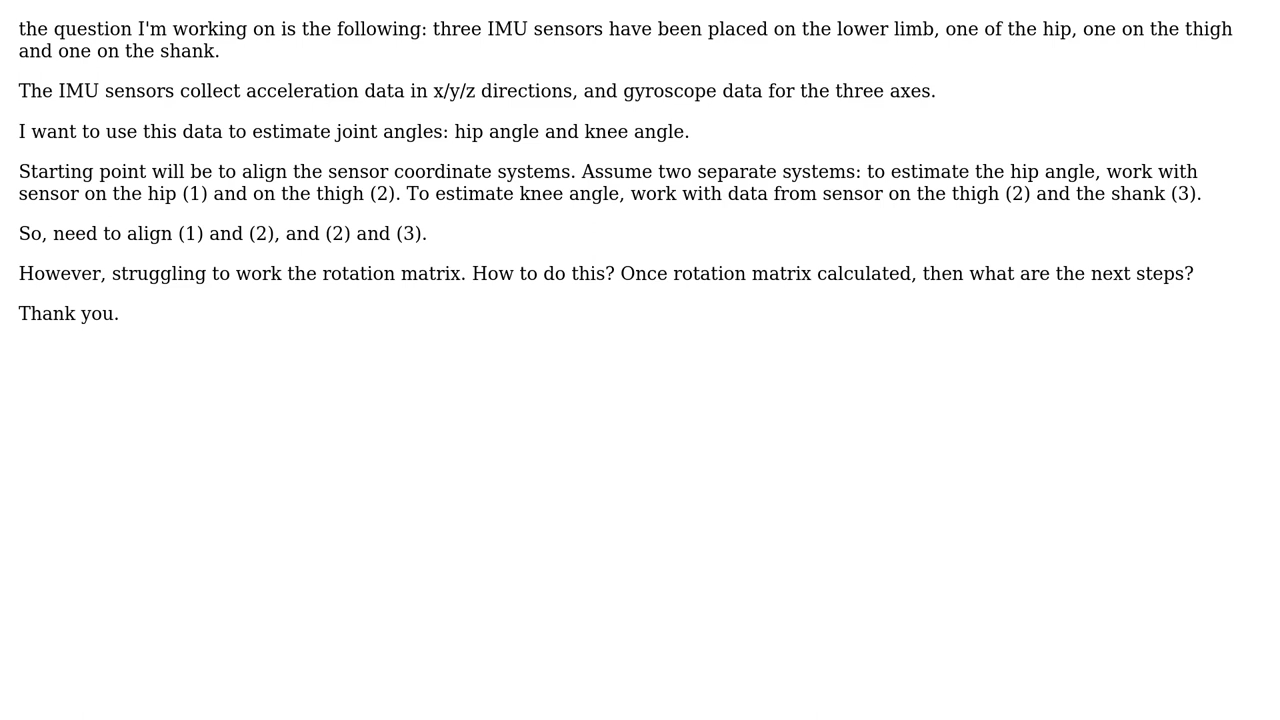 the question I'm working on is the following: three IMU sensors have been placed on the lower limb, one of the hip, one on the thigh
and one on the shank.
The IMU sensors collect acceleration data in x/y/z directions, and gyroscope data for the three axes.
I want to use this data to estimate joint angles: hip angle and knee angle.
Starting point will be to align the sensor coordinate systems. Assume two separate systems: to estimate the hip angle, work with
sensor on the hip (1) and on the thigh (2). To estimate knee angle, work with data from sensor on the thigh (2) and the shank (3).
So, need to align (1) and (2), and (2) and (3).
However, struggling to work the rotation matrix. How to do this? Once rotation matrix calculated, then what are the next steps?
Thank you.